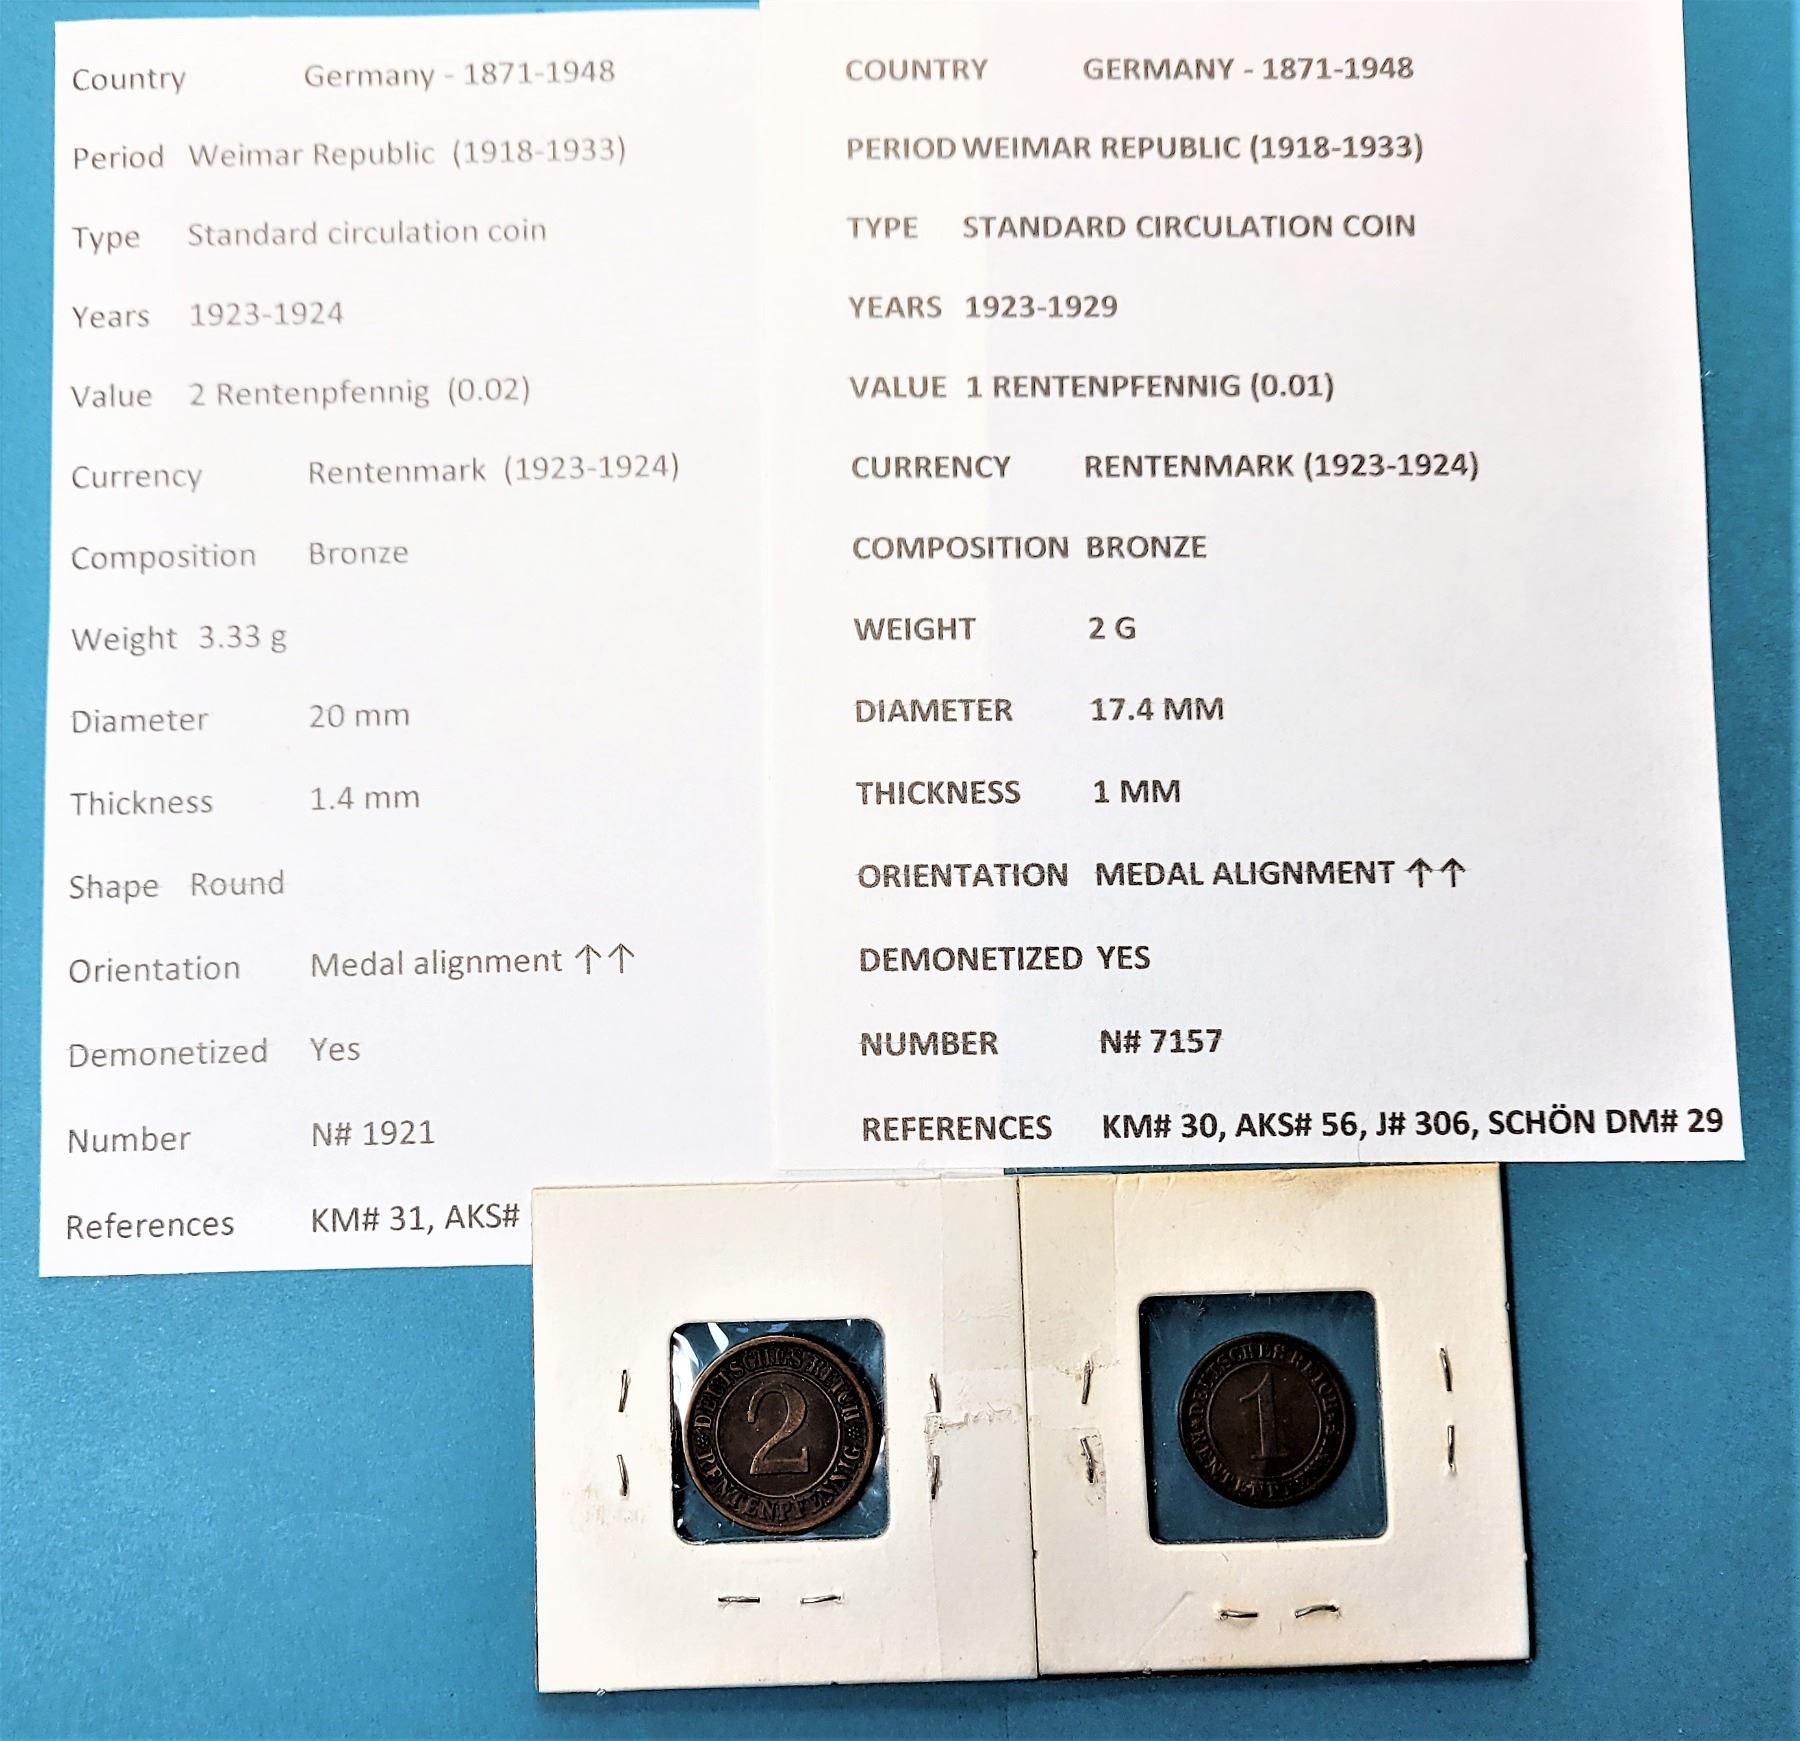 Country Germany - 1871-1948
Period Weimar Republic (1918-1933)
Type Standard circulation coin
Years 1923-1924
Value 2 Rentenpfennig (0.02)
Currency Rentenmark (1923-1924)
Composition Bronze
Weight 3.33 g
Diameter 20 mm
Thickness 1.4 mm
Shape Round
Orientation Medal alignment ↑↑
Demonetized Yes
Number N# 1921
References KM# 31, AKS#
COUNTRY GERMANY - 1871-1948
PERIOD WEIMAR REPUBLIC (1918-1933)
TYPE STANDARD CIRCULATION COIN
YEARS 1923-1929
VALUE 1 RENTENPFENNIG (0.01)
CURRENCY RENTENMARK (1923-1924)
COMPOSITION BRONZE
WEIGHT 2 G
DIAMETER 17.4 MM
THICKNESS 1 MM
ORIENTATION MEDAL ALIGNMENT ↑↑
DEMONETIZED YES
NUMBER N# 7157
REFERENCES KM# 30, AKS# 56, J# 306, SCHÖN DM# 29
DEUTSCHES REICH
2
RENTENPFENNIG
DEUTSCHES REICH
1